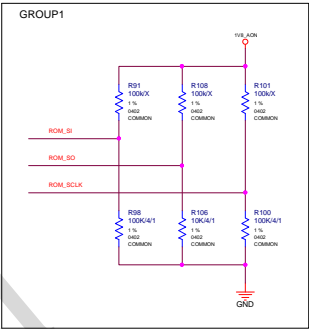 GROUP1
1V8_AON
R91
100k/X
1 %
0402
COMMON
R108
100k/X
1 %
0402
COMMON
R101
100k/X
1 %
0402
COMMON
ROM_SI
ROM_SO
ROM_SCLK
R98
100K/4/1
1 %
0402
COMMON
R106
10K/4/1
1 %
0402
COMMON
R100
100K/4/1
1 %
0402
COMMON
GND